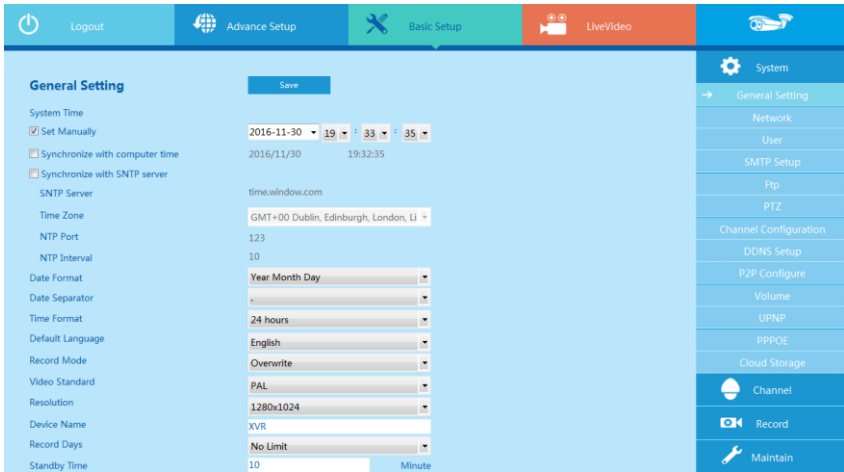 Logout
Advance Setup
Basic Setup
LiveVideo
General Setting
Save
System Time
Set Manually 2016-11-30 19 : 33 : 35
Synchronize with computer time 2016/11/30 19:32:35
Synchronize with SNTP server
SNTP Server time.window.com
Time Zone GMT+00 Dublin, Edinburgh, London, Li
NTP Port 123
NTP Interval 10
Date Format Year Month Day
Date Separator .
Time Format 24 hours
Default Language English
Record Mode Overwrite
Video Standard PAL
Resolution 1280x1024
Device Name XVR
Record Days No Limit
Standby Time 10 Minute
System
General Setting
Network
User
SMTP Setup
Ftp
PTZ
Channel Configuration
DDNS Setup
P2P Configure
Volume
UPNP
PPPOE
Cloud Storage
Channel
Record
Maintain